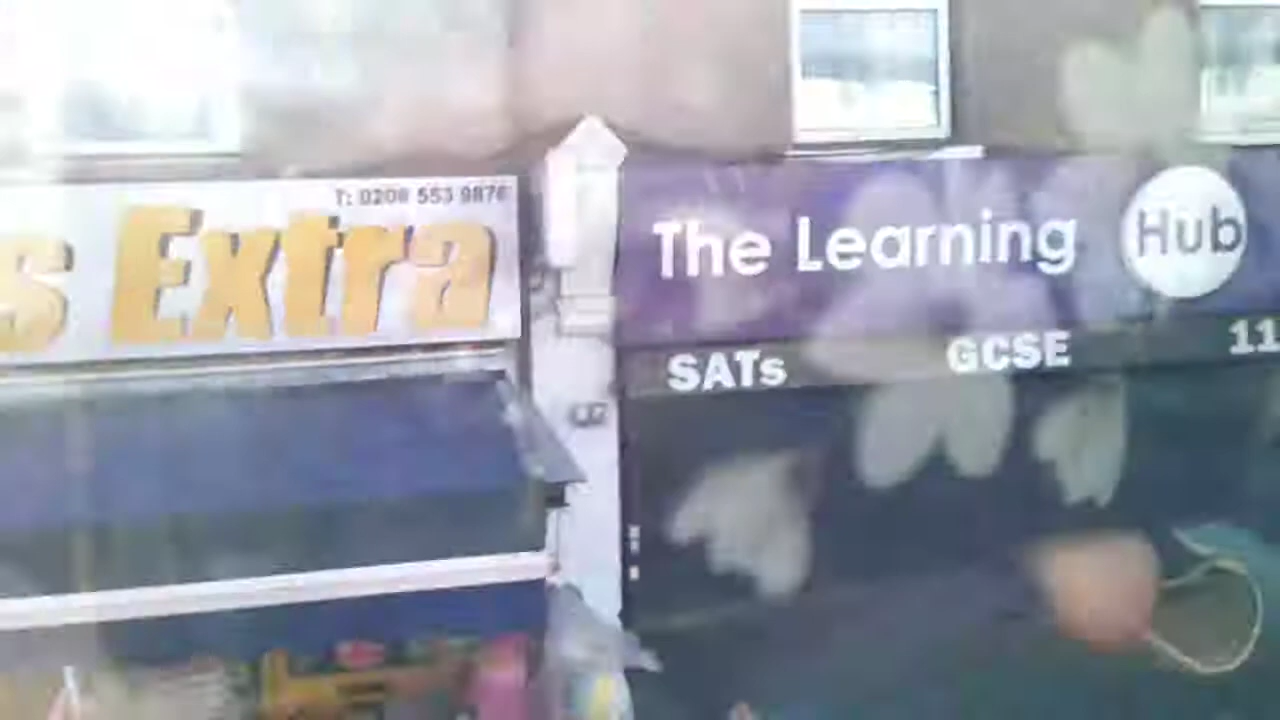 T: 0208 553 9876
s Extra
The Learning Hub
SATs GCSE 11